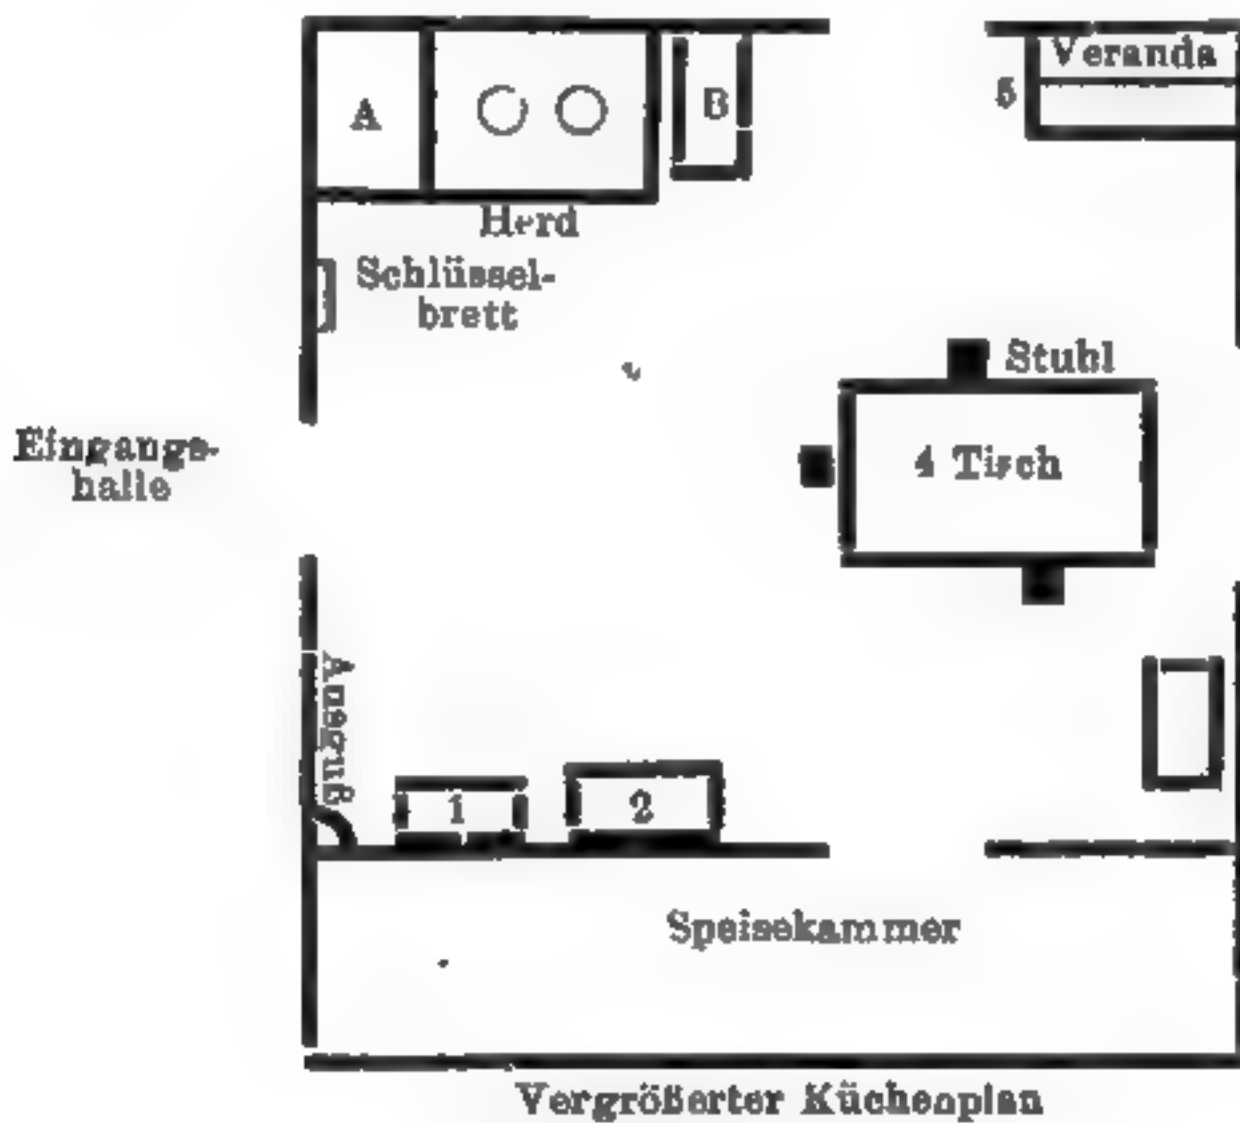 Veranda
5
A
B
Herd
Schlüssel-
brett
Stuhl
Eingangs-
halle
4 Tisch
Ausguß
1
2
Speisekammer
Vergrößerter Küchenplan